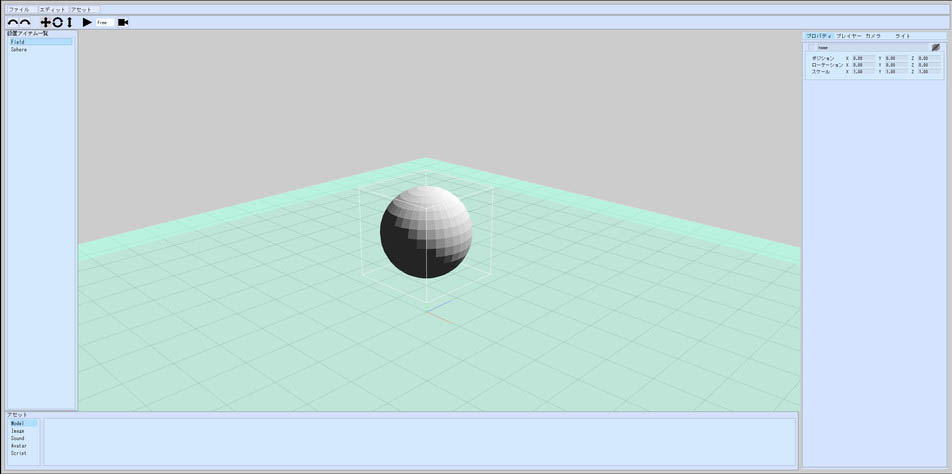 ファイル エディット アセット
Free
設置アイテム一覧
Field
Sphere
プロパティ プレイヤー カメラ ライト
name
ポジション X 0.00 Y 0.00 Z 0.00
ローテーション X 0.00 Y 0.00 Z 0.00
スケール X 1.00 Y 1.00 Z 1.00
アセット
Model
Image
Sound
Avatar
Script